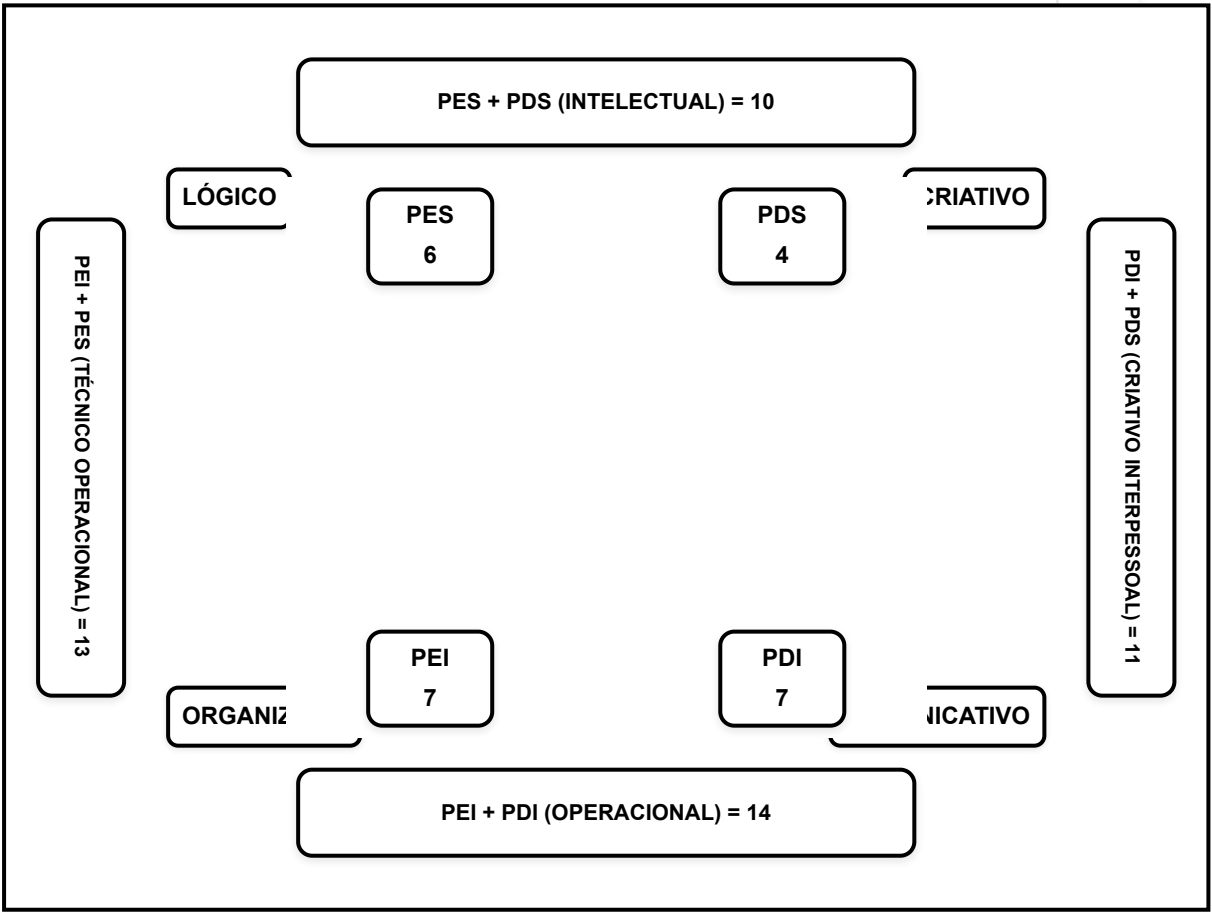 PES + PDS (INTELECTUAL) = 10
LÓGICO
CRIATIVO
PES
6
PDS
4
PEI + PES (TÉCNICO OPERACIONAL) = 13
PDI + PDS (CRIATIVO INTERPESSOAL) = 11
PEI
7
PDI
7
ORGANIZ
NICATIVO
PEI + PDI (OPERACIONAL) = 14